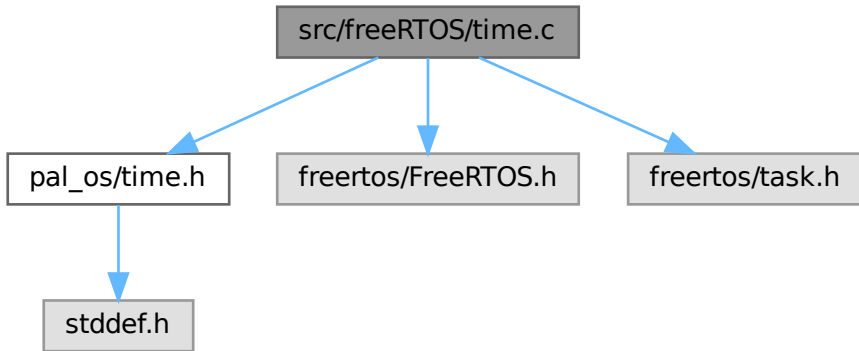 src/freeRTOS/time.c
pal_os/time.h
freertos/FreeRTOS.h
freertos/task.h
stddef.h